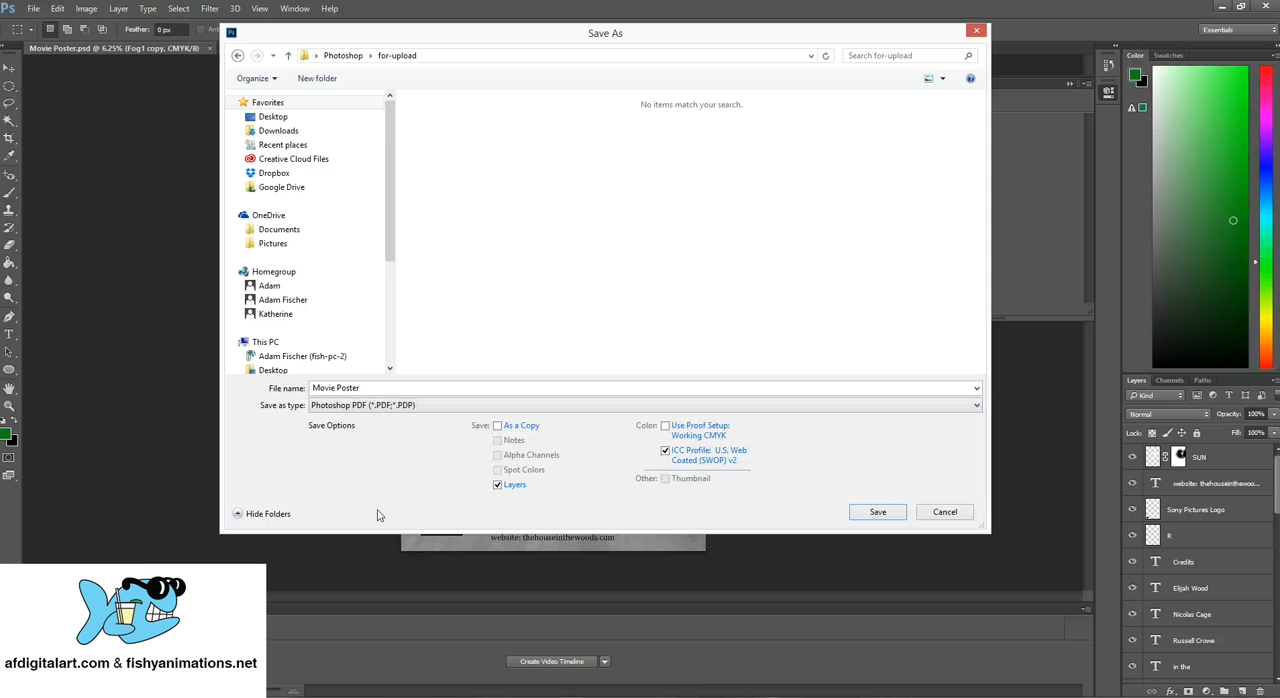 Ps File Edit Image Layer Type Select Filter 3D View Window Help
Feather: 0 px
Essentials
Movie Poster.psd @ 6.25% (Fog1 copy, CMYK/8) ×
Save As
Photoshop for-upload
Search for-upload
Organize New folder
Favorites
Desktop
Downloads
Recent places
Creative Cloud Files
Dropbox
Google Drive
OneDrive
Documents
Pictures
Homegroup
Adam
Adam Fischer
Katherine
This PC
Adam Fischer (fish-pc-2)
Desktop
No items match your search.
File name: Movie Poster
Save as type: Photoshop PDF (*.PDF;*.PDP)
Save Options
Save: As a Copy
Notes
Alpha Channels
Spot Colors
Layers
Color: Use Proof Setup:
Working CMYK
ICC Profile: U.S. Web
Coated (SWOP) v2
Other: Thumbnail
Hide Folders
Save Cancel
website: thehouseinthewoods.com
Create Video Timeline
Color Swatches
Layers Channels Paths
Kind
Normal Opacity: 100%
Lock: Fill: 100%
SUN
website: thehouseinthewoo...
Sony Pictures Logo
R
Credits
Elijah Wood
Nicolas Cage
Russell Crowe
in the
fx
afdigitalart.com & fishyanimations.net